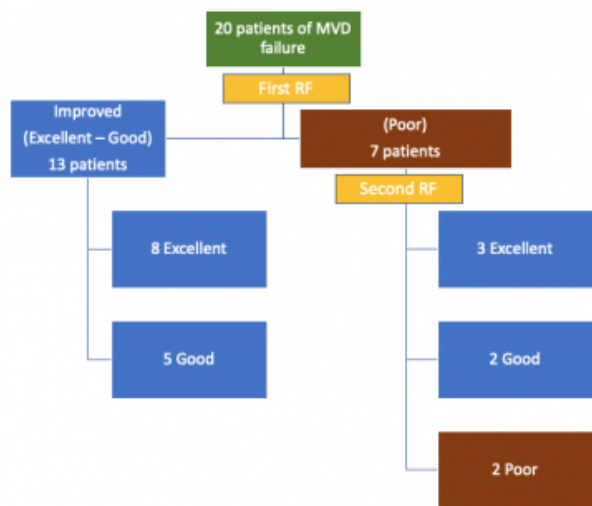 20 patients of MVD
failure
First RF
Improved
(Excellent – Good)
13 patients
(Poor)
7 patients
Second RF
8 Excellent
3 Excellent
5 Good
2 Good
2 Poor